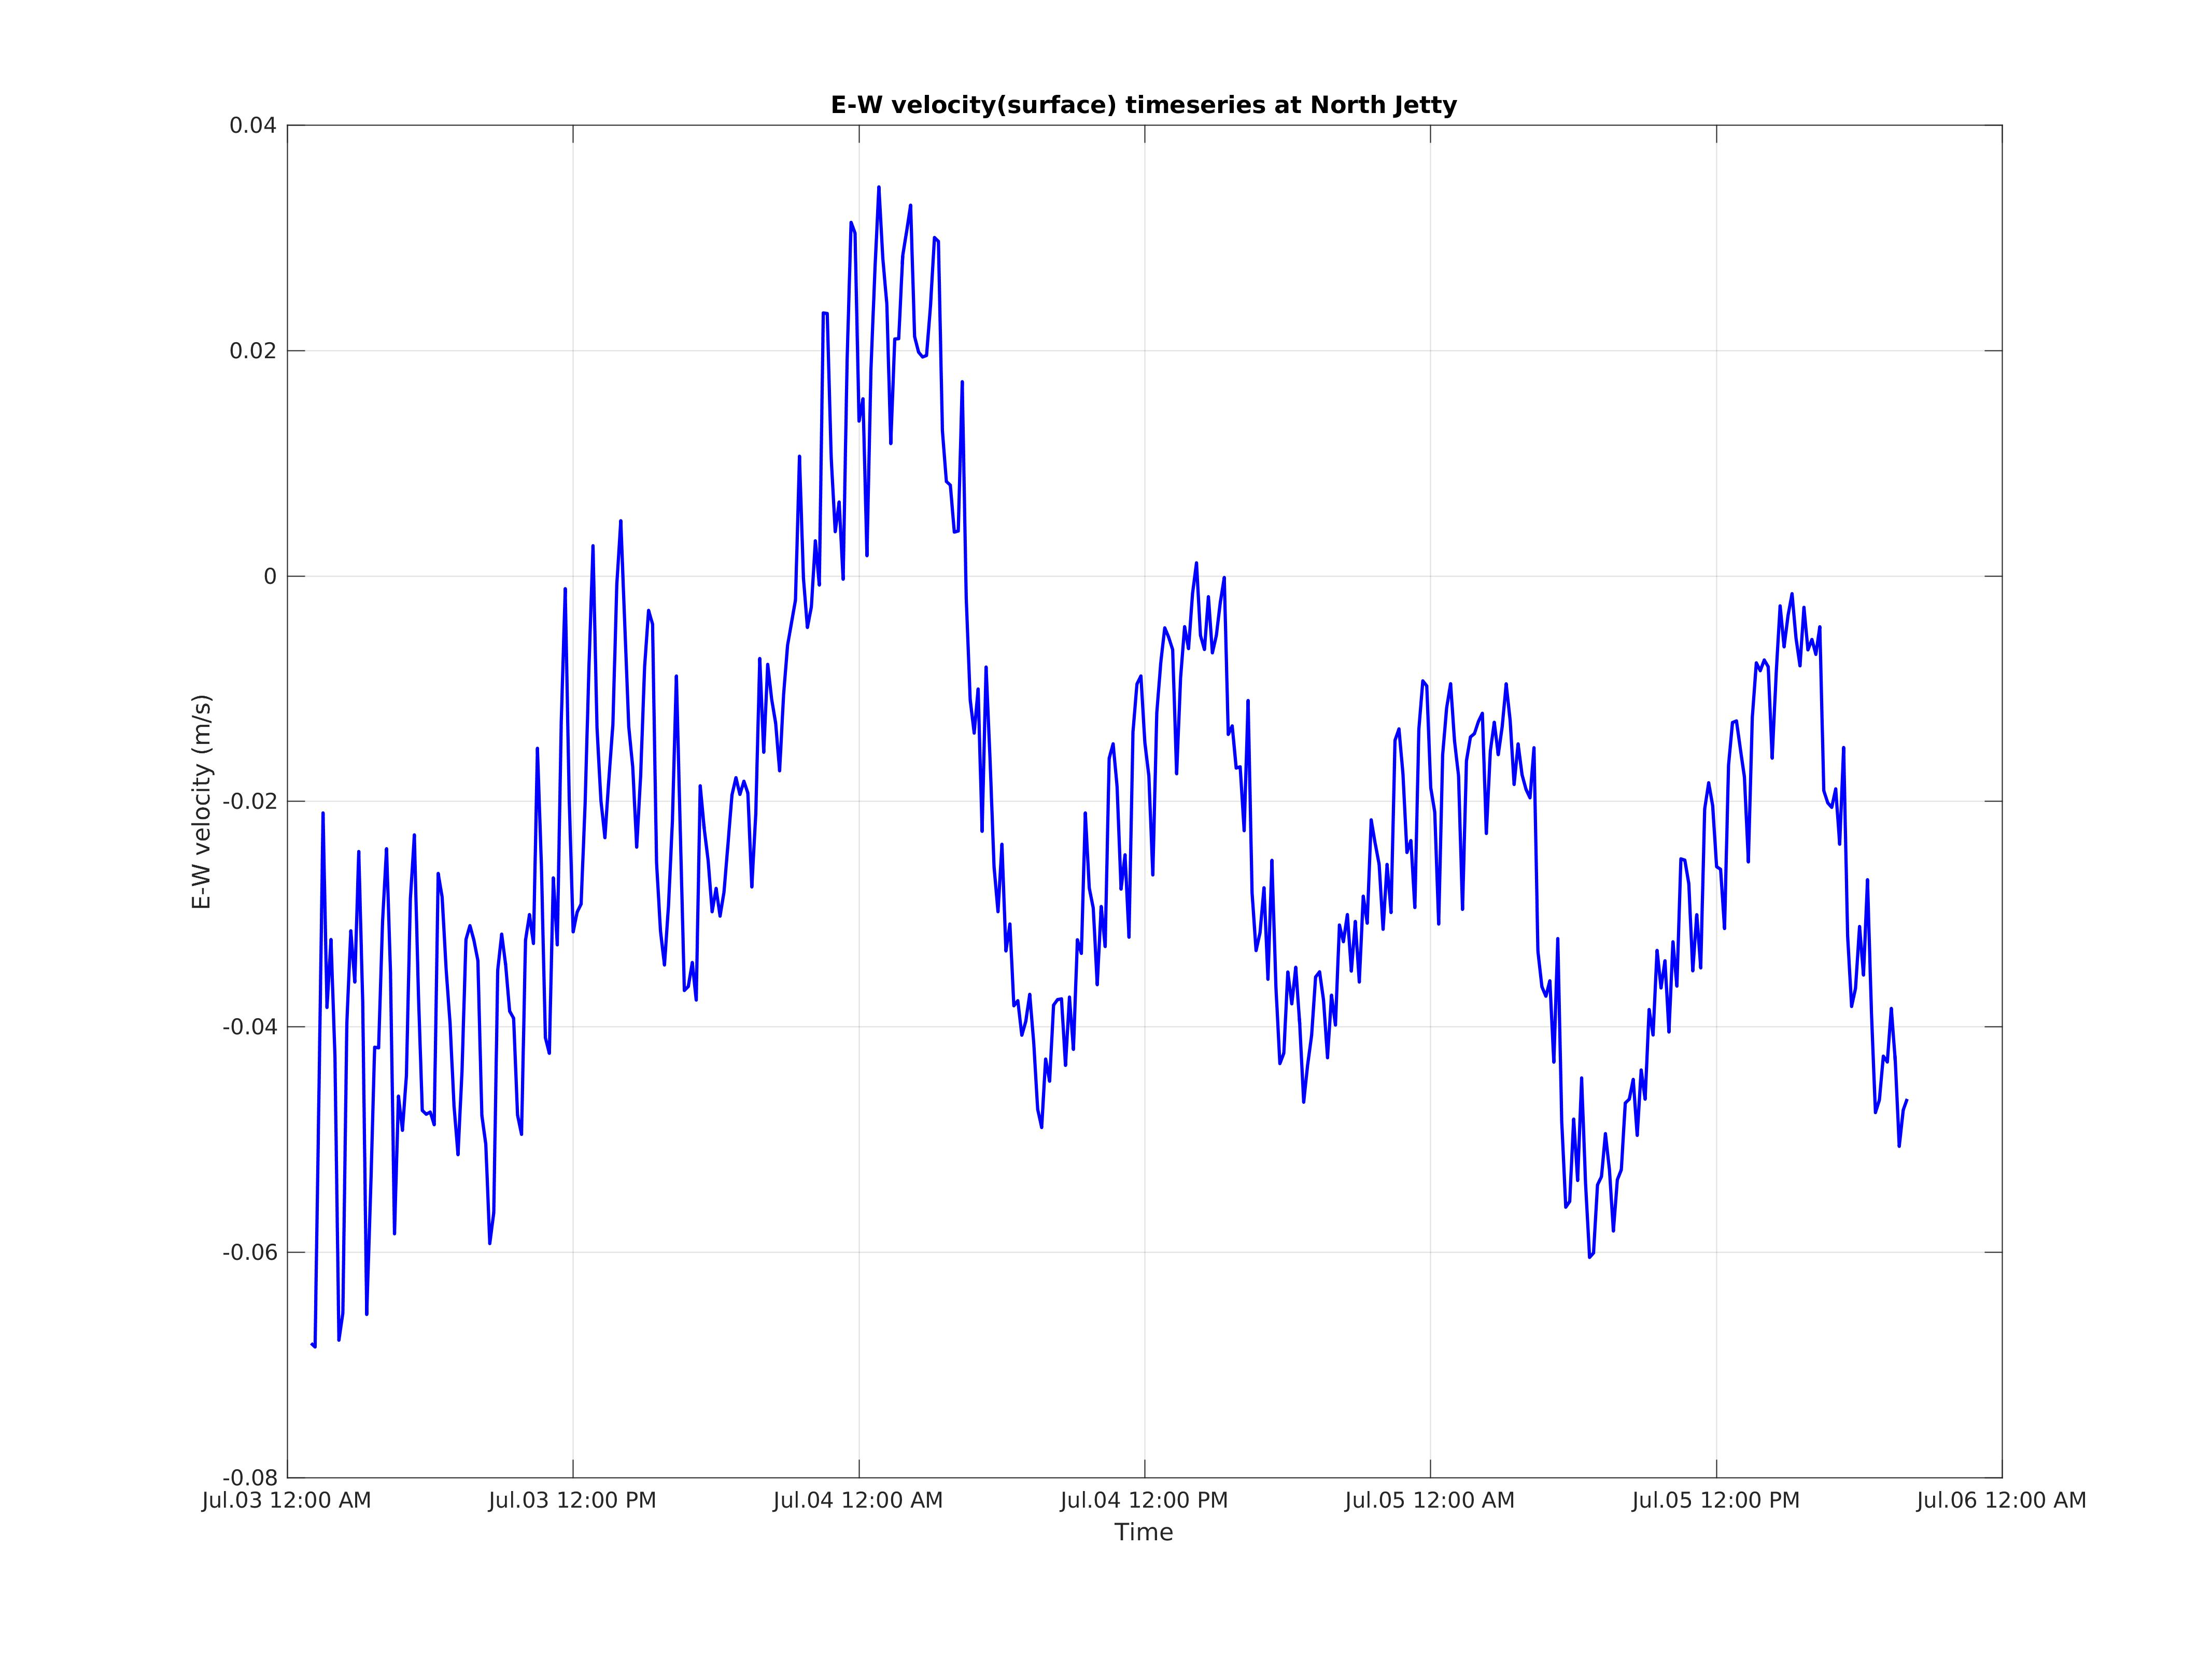 E-W velocity(surface) timeseries at North Jetty
0.04
0.02
0
-0.02
-0.04
-0.06
-0.08
E-W velocity (m/s)
Jul.03 12:00 AM
Jul.03 12:00 PM
Jul.04 12:00 AM
Jul.04 12:00 PM
Jul.05 12:00 AM
Jul.05 12:00 PM
Jul.06 12:00 AM
Time